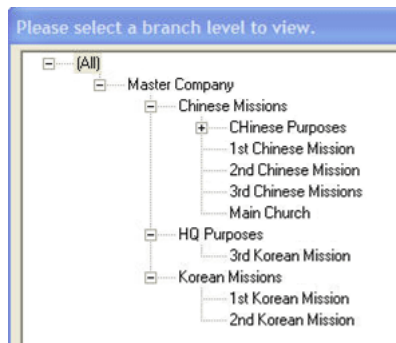 Please select a branch level to view.
(All)
Master Company
Chinese Missions
CHinese Purposes
1st Chinese Mission
2nd Chinese Mission
3rd Chinese Missions
Main Church
HQ Purposes
3rd Korean Mission
Korean Missions
1st Korean Mission
2nd Korean Mission